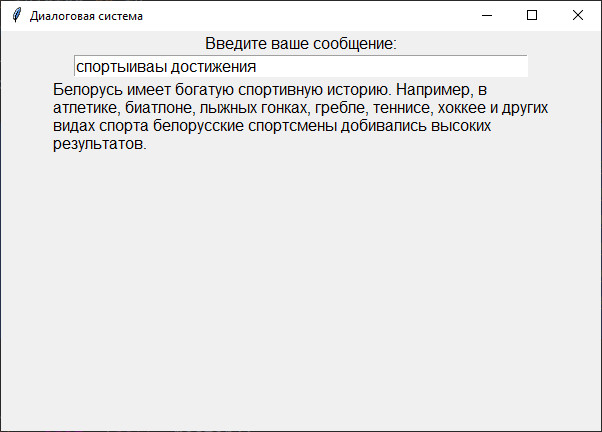 Диалоговая система
Введите ваше сообщение:
спортыиваы достижения
Белорусь имеет богатую спортивную историю. Например, в
атлетике, биатлоне, лыжных гонках, гребле, теннисе, хоккее и других
видах спорта белорусские спортсмены добивались высоких
результатов.